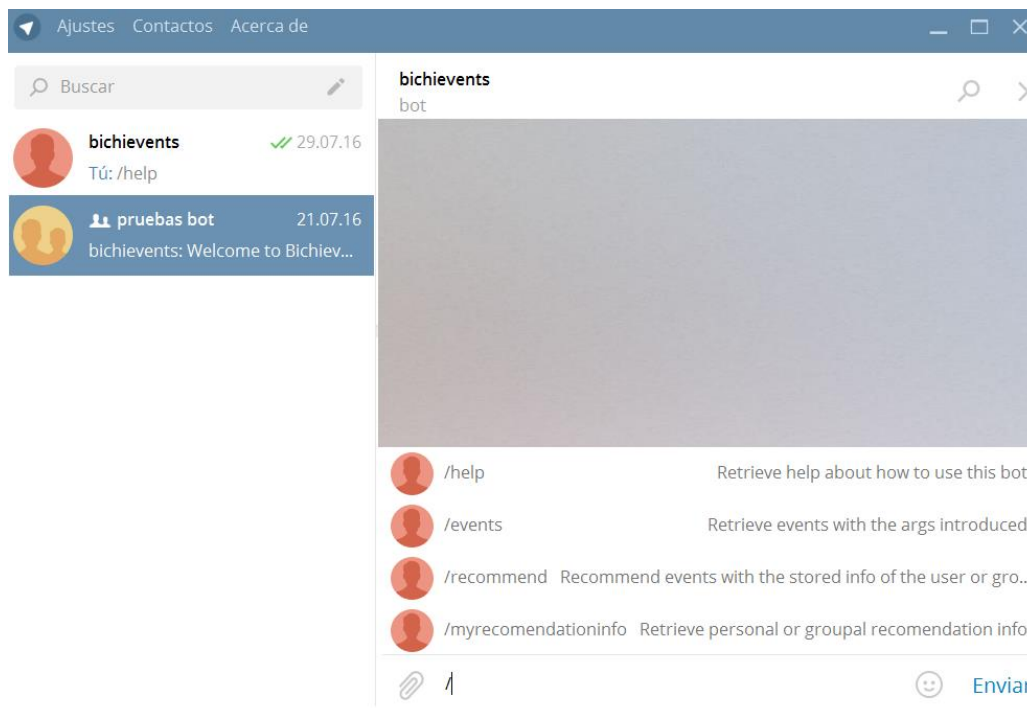 Ajustes Contactos Acerca de
Buscar
bichievents 29.07.16
Tú: /help
pruebas bot 21.07.16
bichievents: Welcome to Bichiev...
bichievents
bot
/help Retrieve help about how to use this bot
/events Retrieve events with the args introduced
/recommend Recommend events with the stored info of the user or gro..
/myrecomendationinfo Retrieve personal or groupal recomendation info
/
Enviar